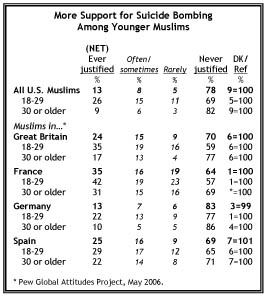 More Support for Suicide Bombing
Among Younger Muslims
(NET)
Ever Often/ Never DK/
justified sometimes Rarely justified Ref
% % % % %
All U.S. Muslims 13 8 5 78 9=100
18-29 26 15 11 69 5=100
30 or older 9 6 3 82 9=100
Muslims in...*
Great Britain 24 15 9 70 6=100
18-29 35 19 16 59 6=100
30 or older 17 13 4 77 6=100
France 35 16 19 64 1=100
18-29 42 19 23 57 1=100
30 or older 31 15 16 69 *=100
Germany 13 7 6 83 3=99
18-29 22 13 9 77 1=100
30 or older 10 5 5 86 4=100
Spain 25 16 9 69 7=101
18-29 29 17 12 65 6=100
30 or older 22 14 8 71 7=100
* Pew Global Attitudes Project, May 2006.